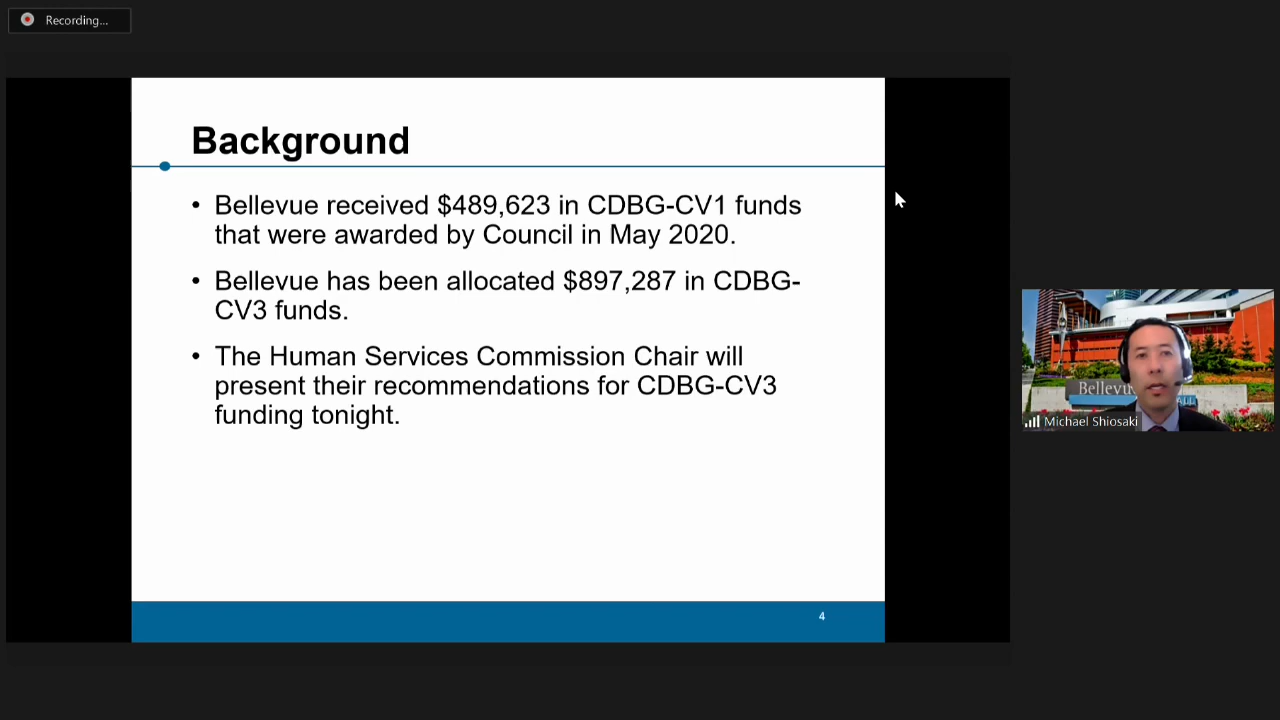 Recording...
Background
• Bellevue received $489,623 in CDBG-CV1 funds
that were awarded by Council in May 2020.
• Bellevue has been allocated $897,287 in CDBG-
CV3 funds.
• The Human Services Commission Chair will
present their recommendations for CDBG-CV3
funding tonight.
4
Michael Shiosaki